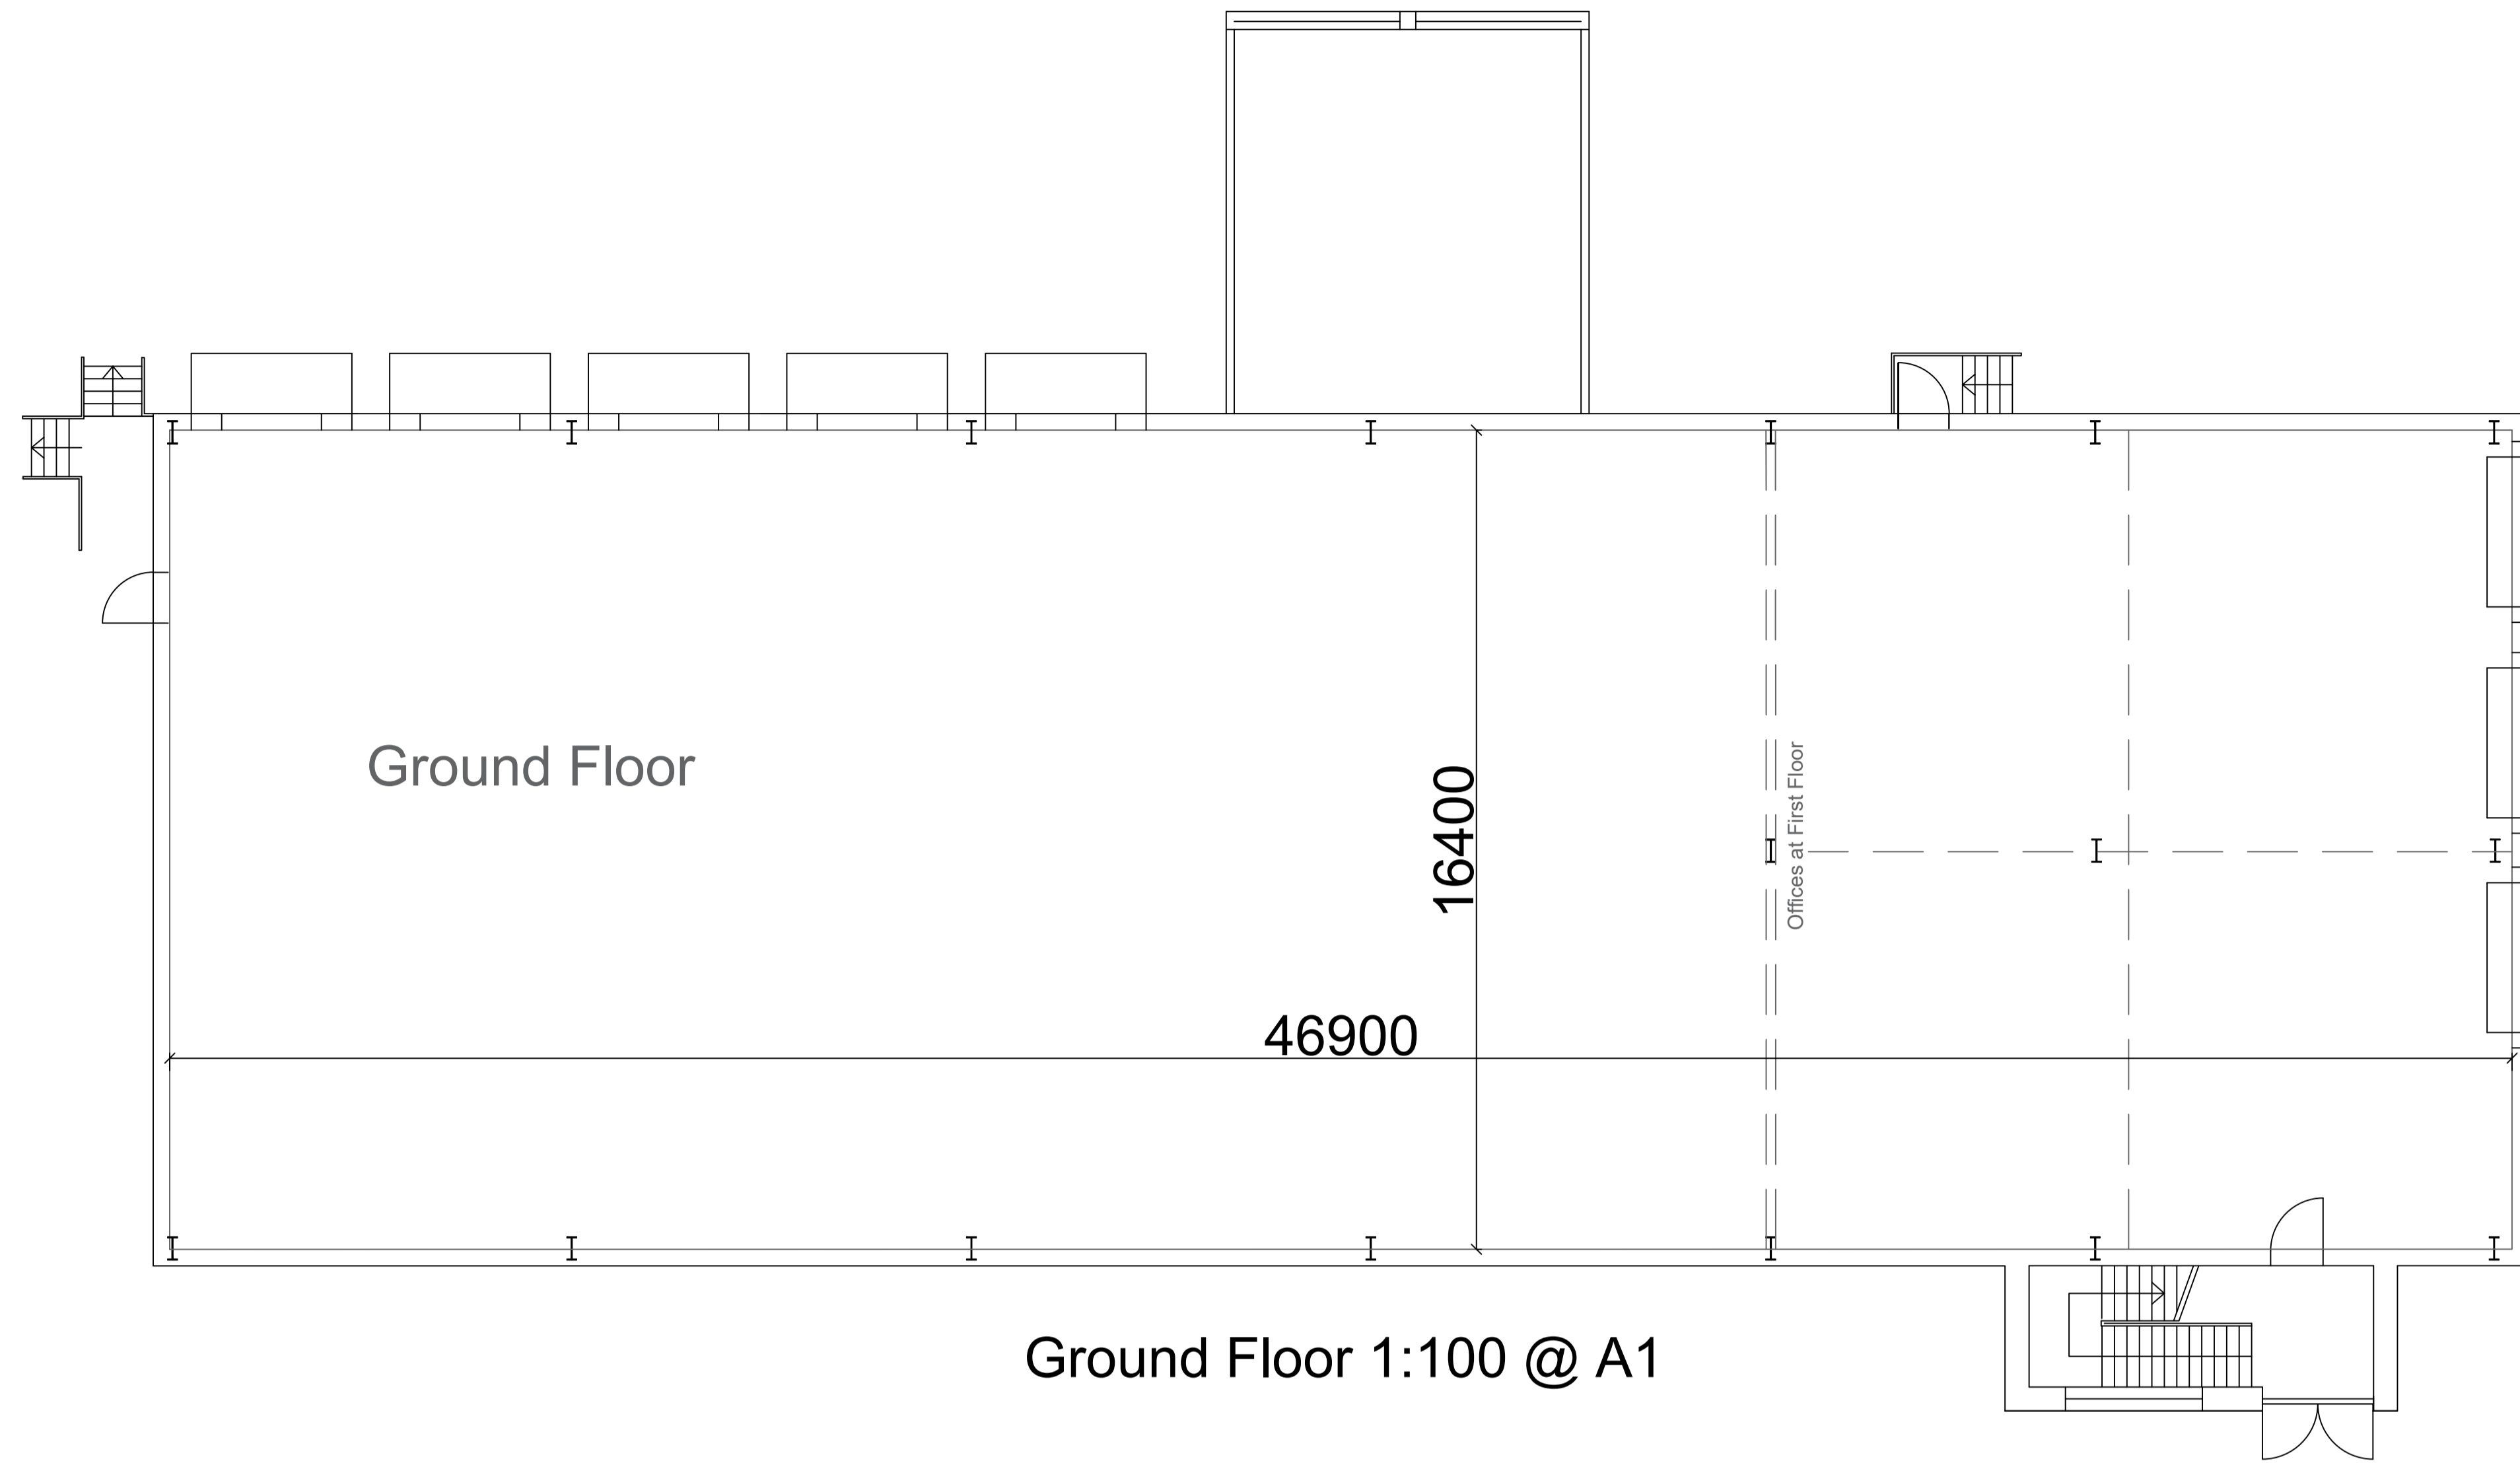 Ground Floor
16400
Offices at First Floor
46900
Ground Floor 1:100 @ A1